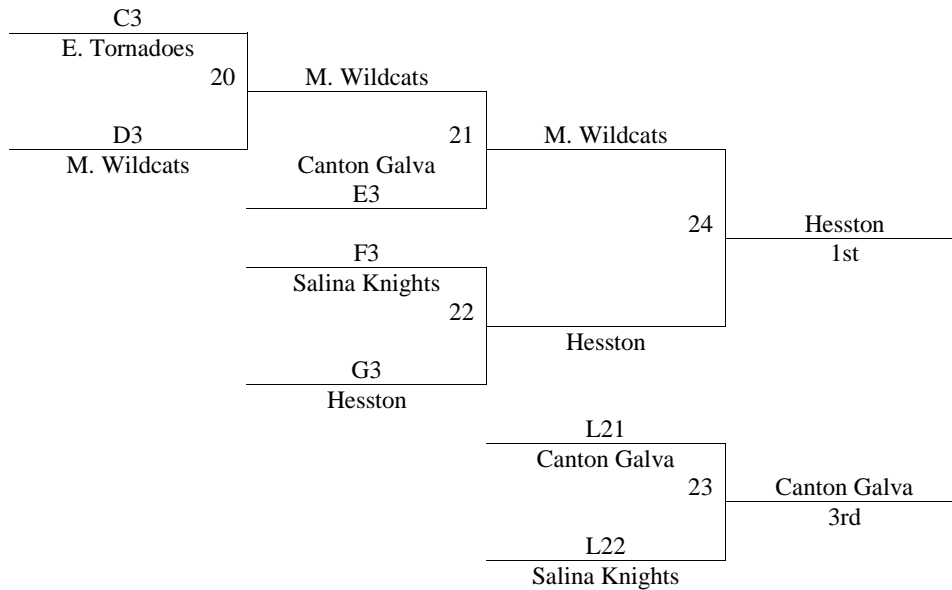 C3
E. Tornadoes
20
M. Wildcats
D3
M. Wildcats
21
M. Wildcats
Canton Galva
E3
24
Hesston
1st
F3
Salina Knights
22
Hesston
G3
Hesston
L21
Canton Galva
23
Canton Galva
3rd
L22
Salina Knights